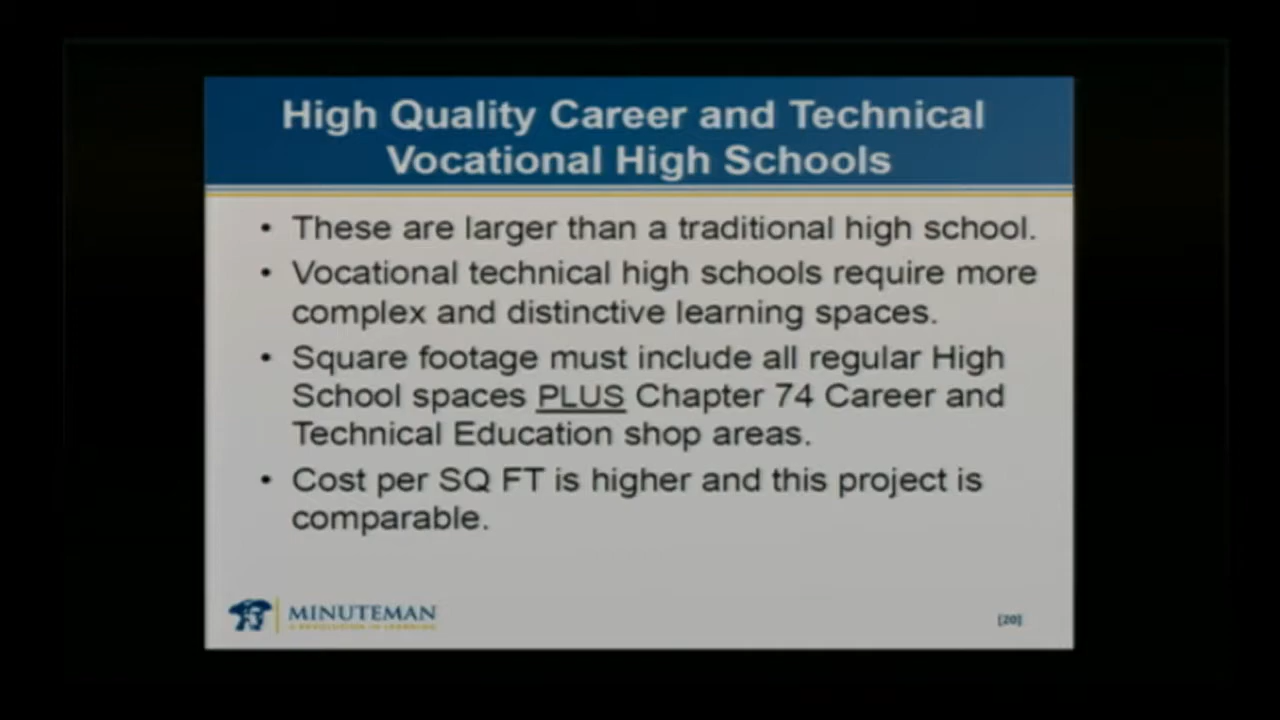 High Quality Career and Technical
Vocational High Schools
• These are larger than a traditional high school.
• Vocational technical high schools require more
complex and distinctive learning spaces.
• Square footage must include all regular High
School spaces PLUS Chapter 74 Career and
Technical Education shop areas.
• Cost per SQ FT is higher and this project is
comparable.
MINUTEMAN
A REVOLUTION IN LEARNING
[20]